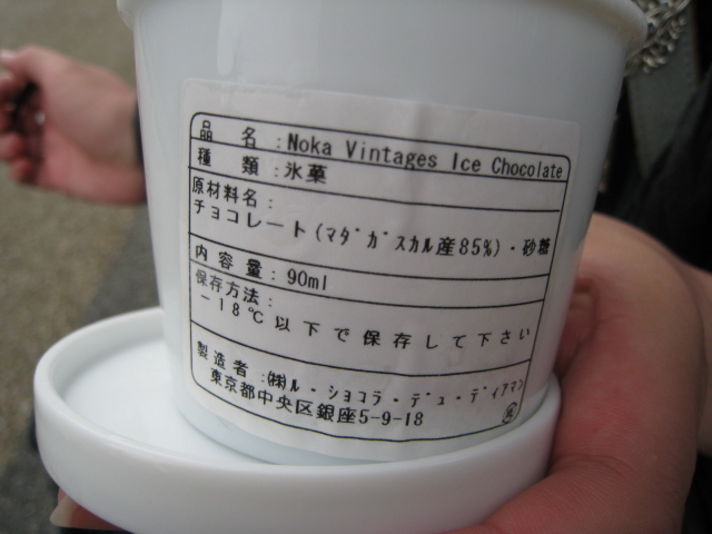 品名:Noka Vintages Ice Chocolate
種類:氷菓
原材料名:
チョコレート(ﾏﾀﾞｶﾞｽｶﾙ産85%)・砂糖
内容量:90ml
保存方法:
－18℃以下で保存して下さい
製造者:㈱ﾙ・ｼｮｺﾗ・ﾃﾞｭ・ﾃﾞｨｱﾏﾝ
東京都中央区銀座5-9-18